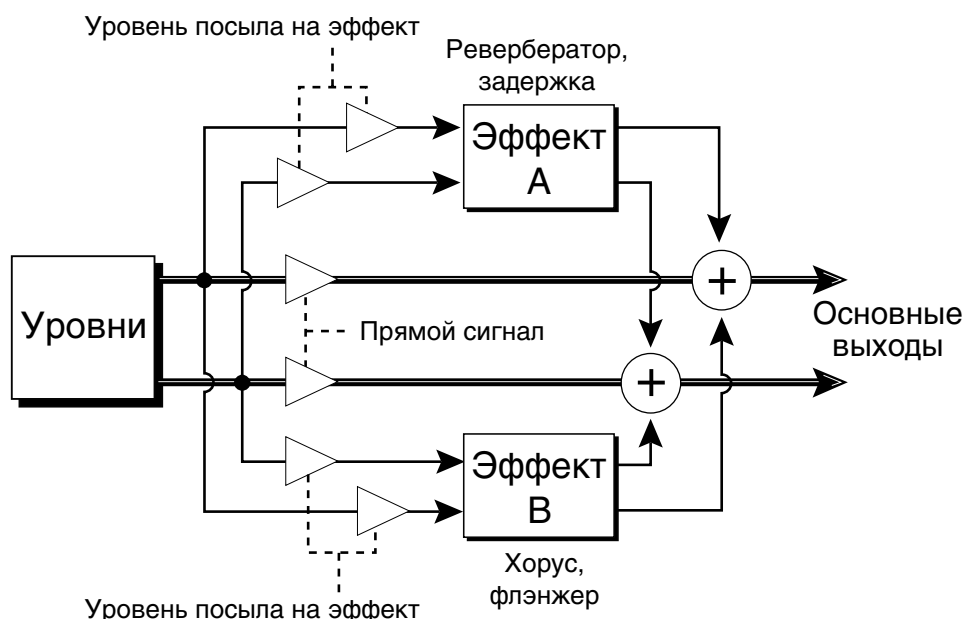 Уровень посыла на эффект
Ревербератор,
задержка
Эффект
A
Уровни
+
Прямой сигнал
+
Основные
выходы
Эффект
B
Хорус,
флэнжер
Уровень посыла на эффект